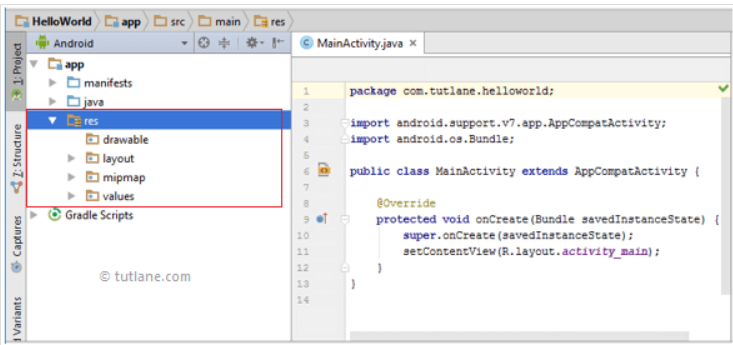 HelloWorld app src main res
Android
MainActivity.java ×
1: Project
app
manifests
java
res
drawable
layout
mipmap
values
Gradle Scripts
Z: Structure
Captures
d Variants
© tutlane.com
1 package com.tutlane.helloworld;
2
3 import android.support.v7.app.AppCompatActivity;
4 import android.os.Bundle;
5
6 public class MainActivity extends AppCompatActivity {
7
8 @Override
9 protected void onCreate(Bundle savedInstanceState) {
10 super.onCreate(savedInstanceState);
11 setContentView(R.layout.activity_main);
12 }
13 }
14